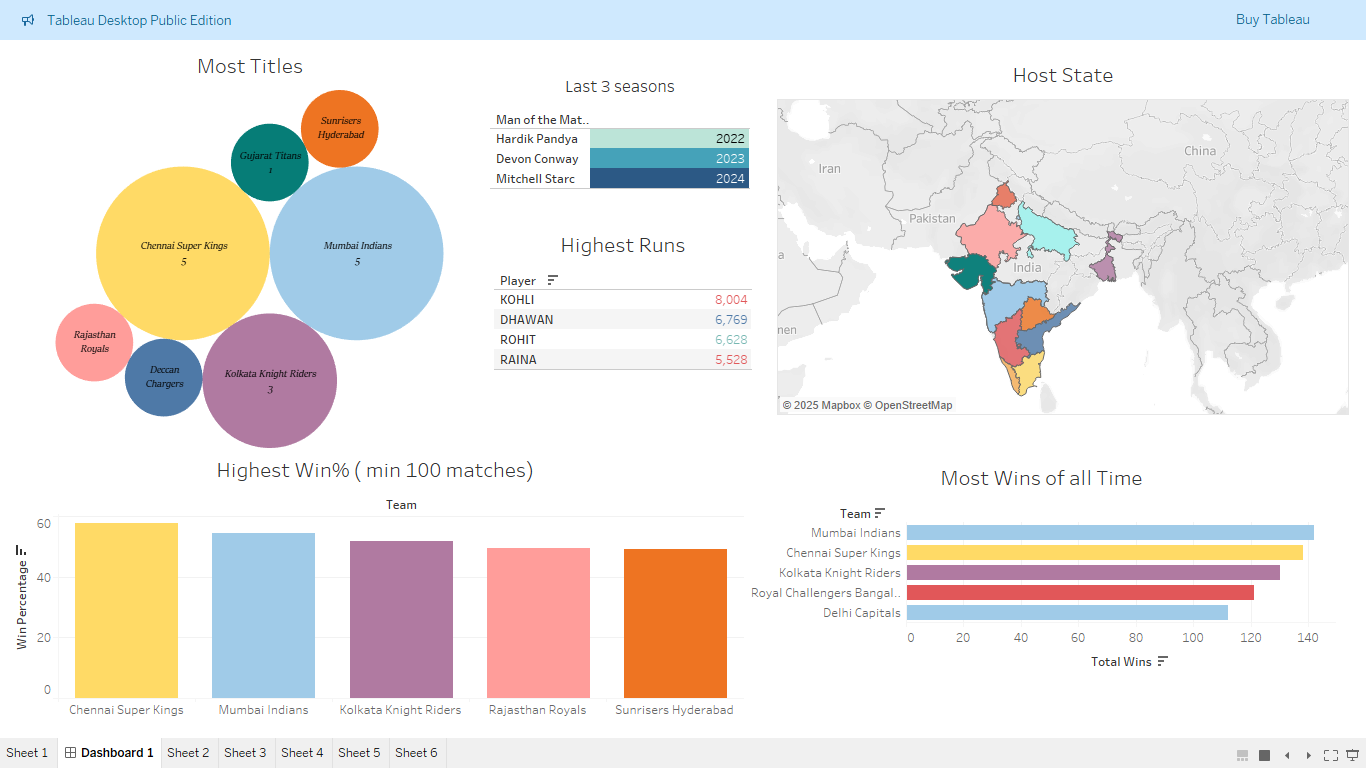 Tableau Desktop Public Edition
Buy Tableau
Most Titles
Sunrisers
Hyderabad
Gujarat Titans
1
Chennai Super Kings
5
Mumbai Indians
5
Rajasthan
Royals
Deccan
Chargers
Kolkata Knight Riders
3
Last 3 seasons
Man of the Mat..
Hardik Pandya 2022
Devon Conway 2023
Mitchell Starc 2024
Highest Runs
Player
KOHLI 8,004
DHAWAN 6,769
ROHIT 6,628
RAINA 5,528
Host State
China
Iran
Pakistan
a
India
nen
© 2025 Mapbox © OpenStreetMap
Highest Win% ( min 100 matches)
Team
Win Percentage
60
40
20
0
Chennai Super Kings Mumbai Indians Kolkata Knight Riders Rajasthan Royals Sunrisers Hyderabad
Most Wins of all Time
Team
Mumbai Indians
Chennai Super Kings
Kolkata Knight Riders
Royal Challengers Bangal..
Delhi Capitals
0 20 40 60 80 100 120 140
Total Wins
Sheet 1 Dashboard 1 Sheet 2 Sheet 3 Sheet 4 Sheet 5 Sheet 6